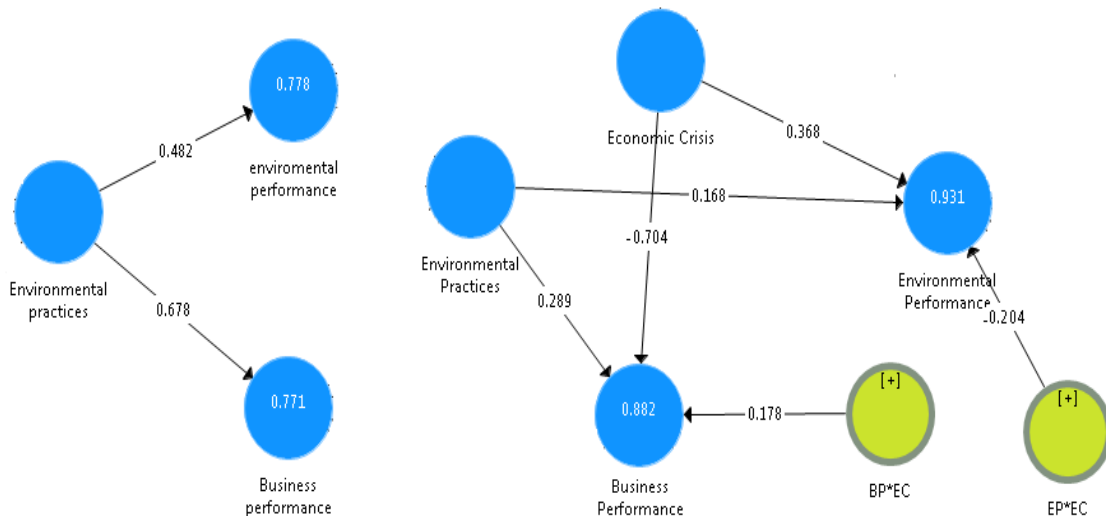 0.778
0.482
enviromental
performance
Environmental
practices
0.678
0.771
Business
performance
Economic Crisis
0.368
0.168
0.931
-0.704
Environmental
Practices
Environmental
Performance
0.289
-0.204
[+]
[+]
0.882
0.178
Business
Performance
BP*EC
EP*EC